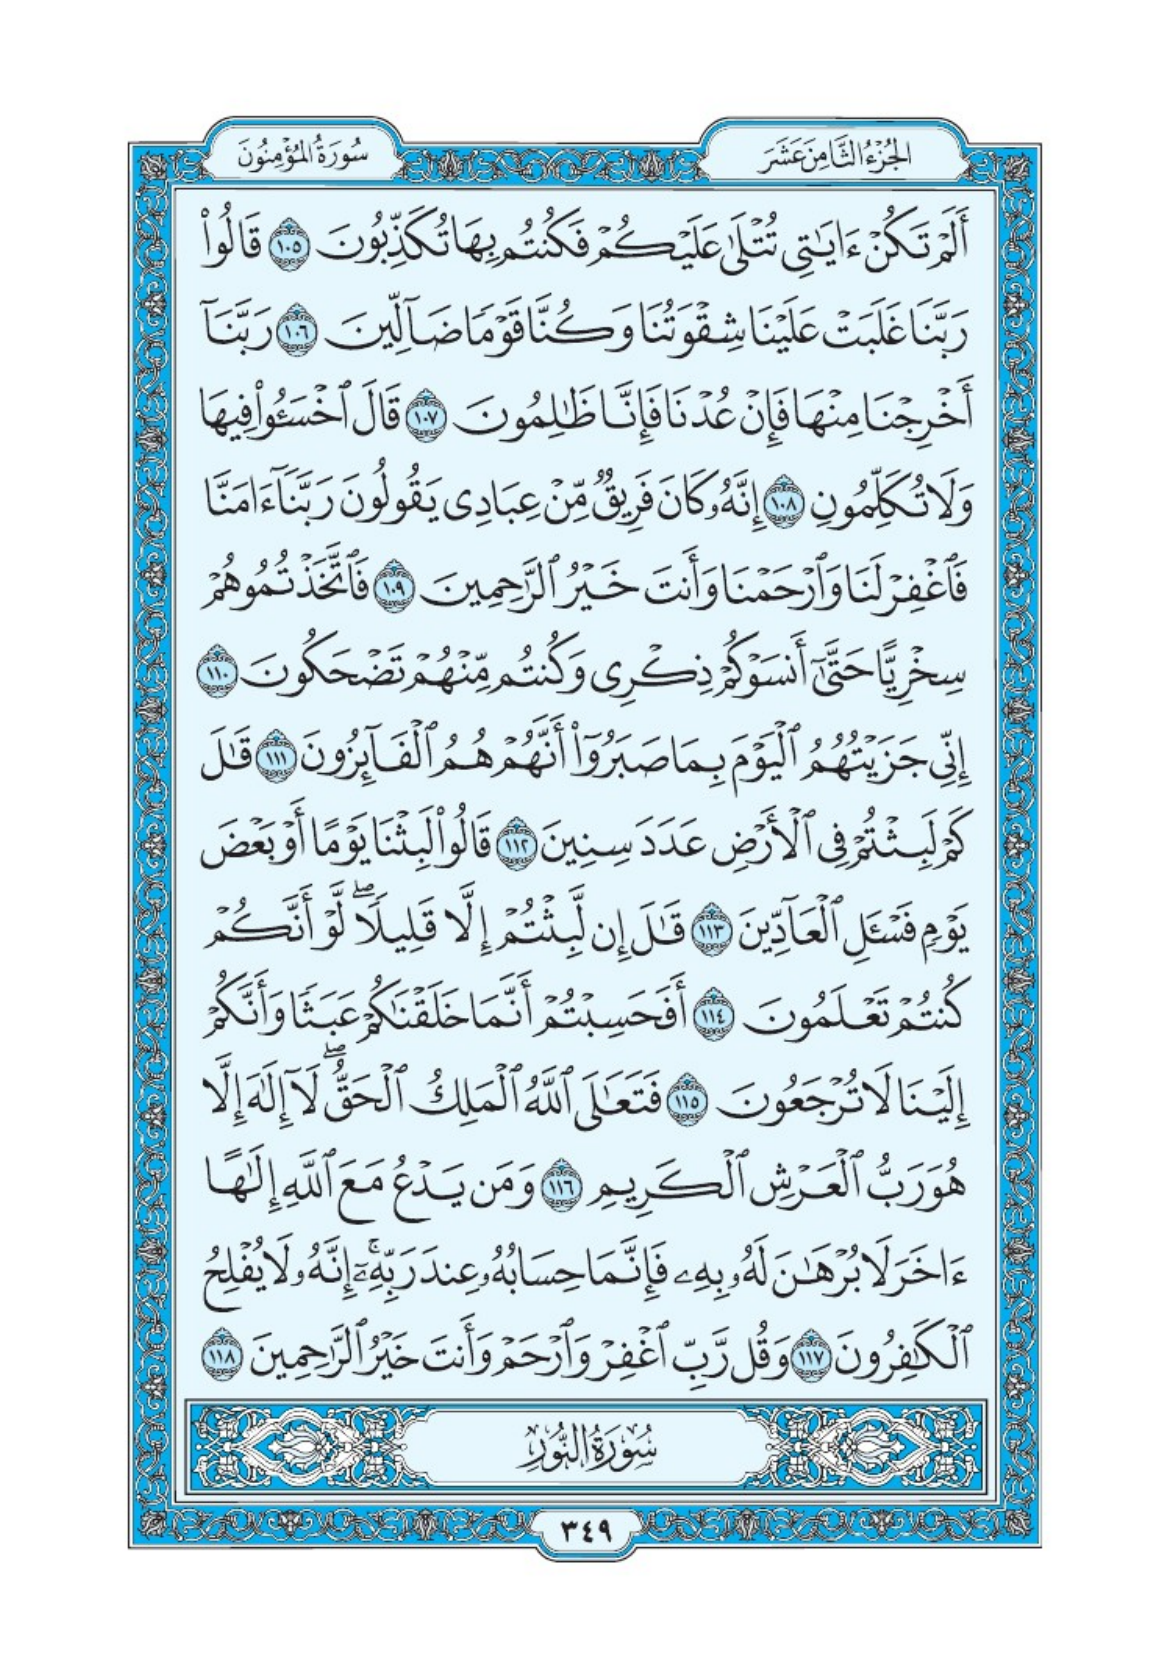 الجُزْءُ الثَّامِنَ عَشَرَ
سُورَةُ المُؤْمِنُونَ
أَلَمْ تَكُنْ ءَايَٰتِى تُتْلَىٰ عَلَيْكُمْ فَكُنتُم بِهَا تُكَذِّبُونَ ١٠٥ قَالُوا۟
رَبَّنَا غَلَبَتْ عَلَيْنَا شِقْوَتُنَا وَكُنَّا قَوْمًا ضَآلِّينَ ١٠٦ رَبَّنَآ
أَخْرِجْنَا مِنْهَا فَإِنْ عُدْنَا فَإِنَّا ظَٰلِمُونَ ١٠٧ قَالَ ٱخْسَـُٔوا۟ فِيهَا
وَلَا تُكَلِّمُونِ ١٠٨ إِنَّهُۥ كَانَ فَرِيقٌ مِّنْ عِبَادِى يَقُولُونَ رَبَّنَآ ءَامَنَّا
فَٱغْفِرْ لَنَا وَٱرْحَمْنَا وَأَنتَ خَيْرُ ٱلرَّٰحِمِينَ ١٠٩ فَٱتَّخَذْتُمُوهُمْ
سِخْرِيًّا حَتَّىٰٓ أَنسَوْكُمْ ذِكْرِى وَكُنتُم مِّنْهُمْ تَضْحَكُونَ ١١٠
إِنِّى جَزَيْتُهُمُ ٱلْيَوْمَ بِمَا صَبَرُوٓا۟ أَنَّهُمْ هُمُ ٱلْفَآئِزُونَ ١١١ قَٰلَ
كَمْ لَبِثْتُمْ فِى ٱلْأَرْضِ عَدَدَ سِنِينَ ١١٢ قَالُوا۟ لَبِثْنَا يَوْمًا أَوْ بَعْضَ
يَوْمٍ فَسْـَٔلِ ٱلْعَآدِّينَ ١١٣ قَٰلَ إِن لَّبِثْتُمْ إِلَّا قَلِيلًا ۖ لَّوْ أَنَّكُمْ
كُنتُمْ تَعْلَمُونَ ١١٤ أَفَحَسِبْتُمْ أَنَّمَا خَلَقْنَٰكُمْ عَبَثًا وَأَنَّكُمْ
إِلَيْنَا لَا تُرْجَعُونَ ١١٥ فَتَعَٰلَى ٱللَّهُ ٱلْمَلِكُ ٱلْحَقُّ ۖ لَآ إِلَٰهَ إِلَّا
هُوَ رَبُّ ٱلْعَرْشِ ٱلْكَرِيمِ ١١٦ وَمَن يَدْعُ مَعَ ٱللَّهِ إِلَٰهًا
ءَاخَرَ لَا بُرْهَٰنَ لَهُۥ بِهِۦ فَإِنَّمَا حِسَابُهُۥ عِندَ رَبِّهِۦٓ ۚ إِنَّهُۥ لَا يُفْلِحُ
ٱلْكَٰفِرُونَ ١١٧ وَقُل رَّبِّ ٱغْفِرْ وَٱرْحَمْ وَأَنتَ خَيْرُ ٱلرَّٰحِمِينَ ١١٨
سُورَةُ النُّورِ
٣٤٩